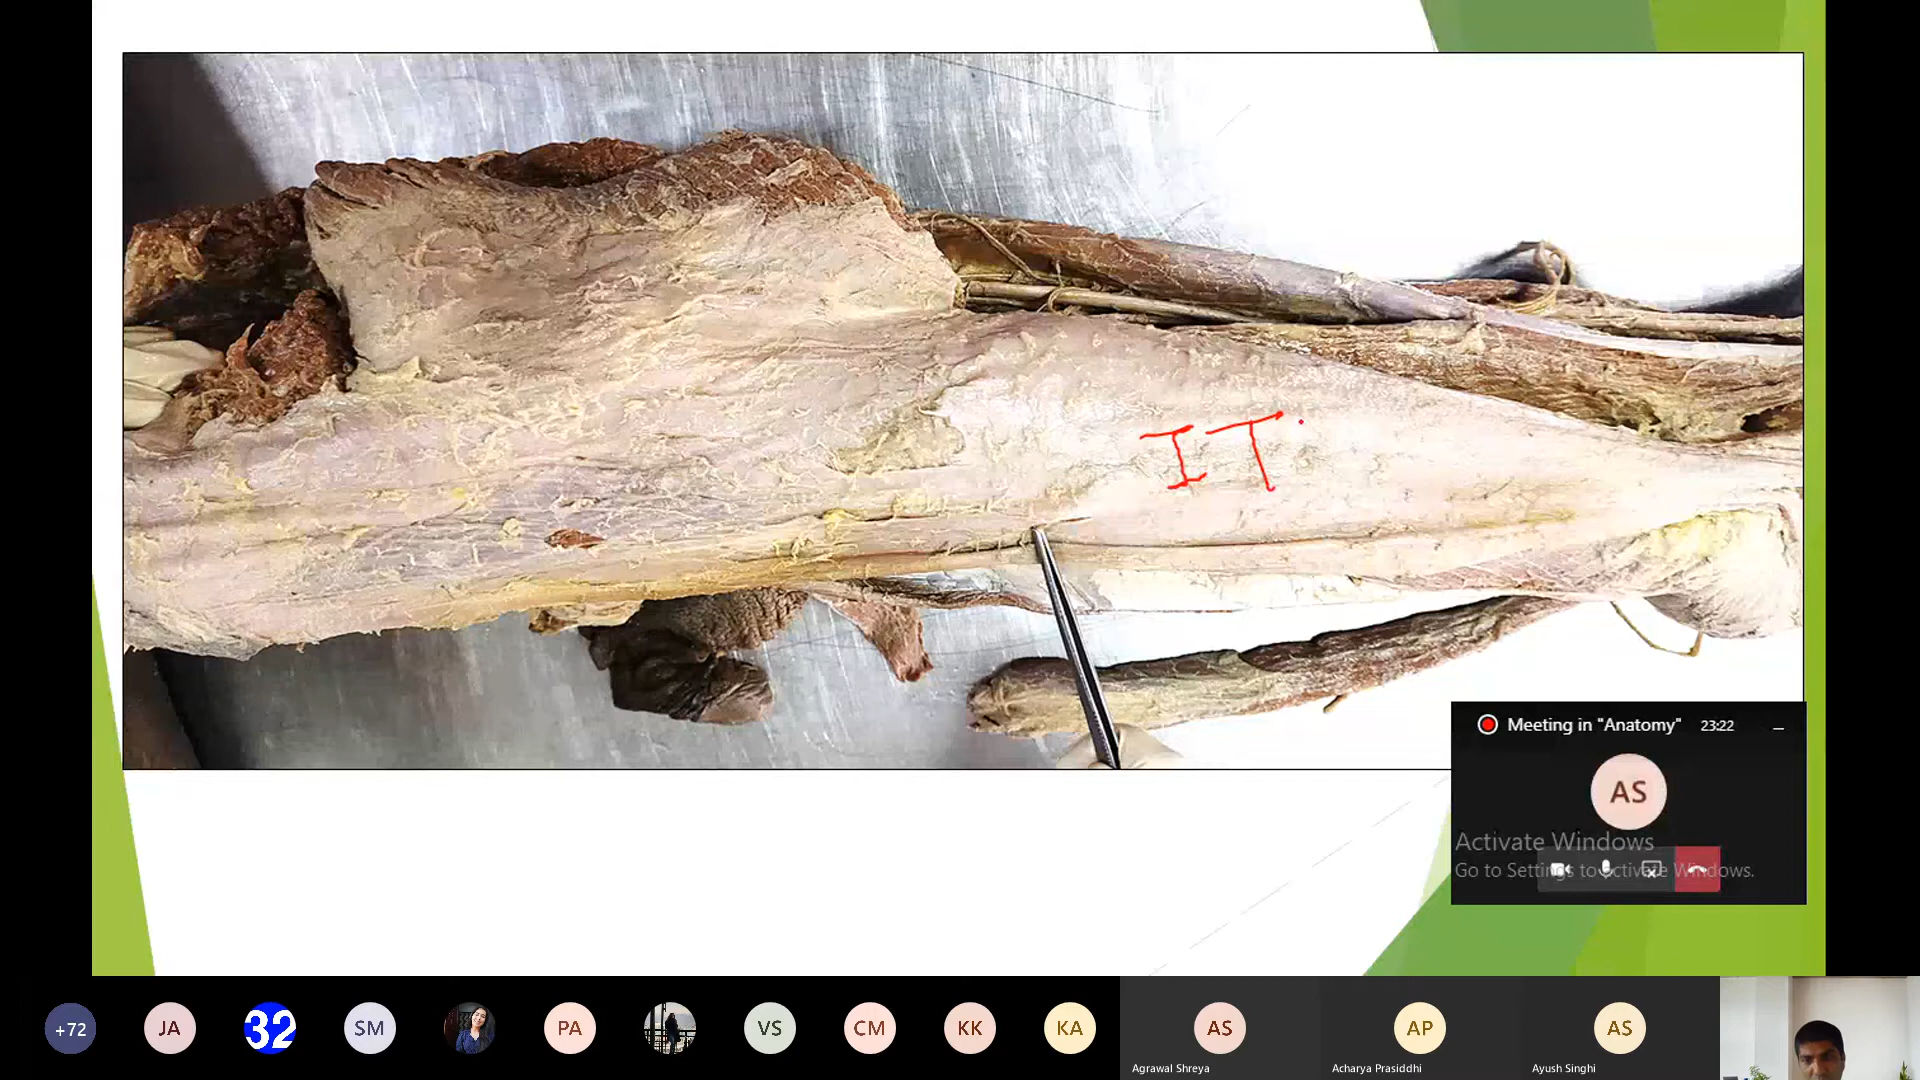 IT.
Meeting in "Anatomy" 23:22
AS
Activate Windows
Go to Settings to activate Windows.
+72
JA
32
SM
PA
VS
CM
KK
KA
AS
AP
AS
Agrawal Shreya
Acharya Prasiddhi
Ayush Singhi